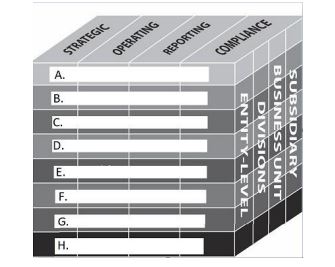 STRATEGIC
OPERATING
REPORTING
COMPLIANCE
A.
B.
C.
D.
E.
F.
G.
H.
ENTITY-LEVEL
DIVISIONS
BUSINESS UNIT
SUBSIDIARY